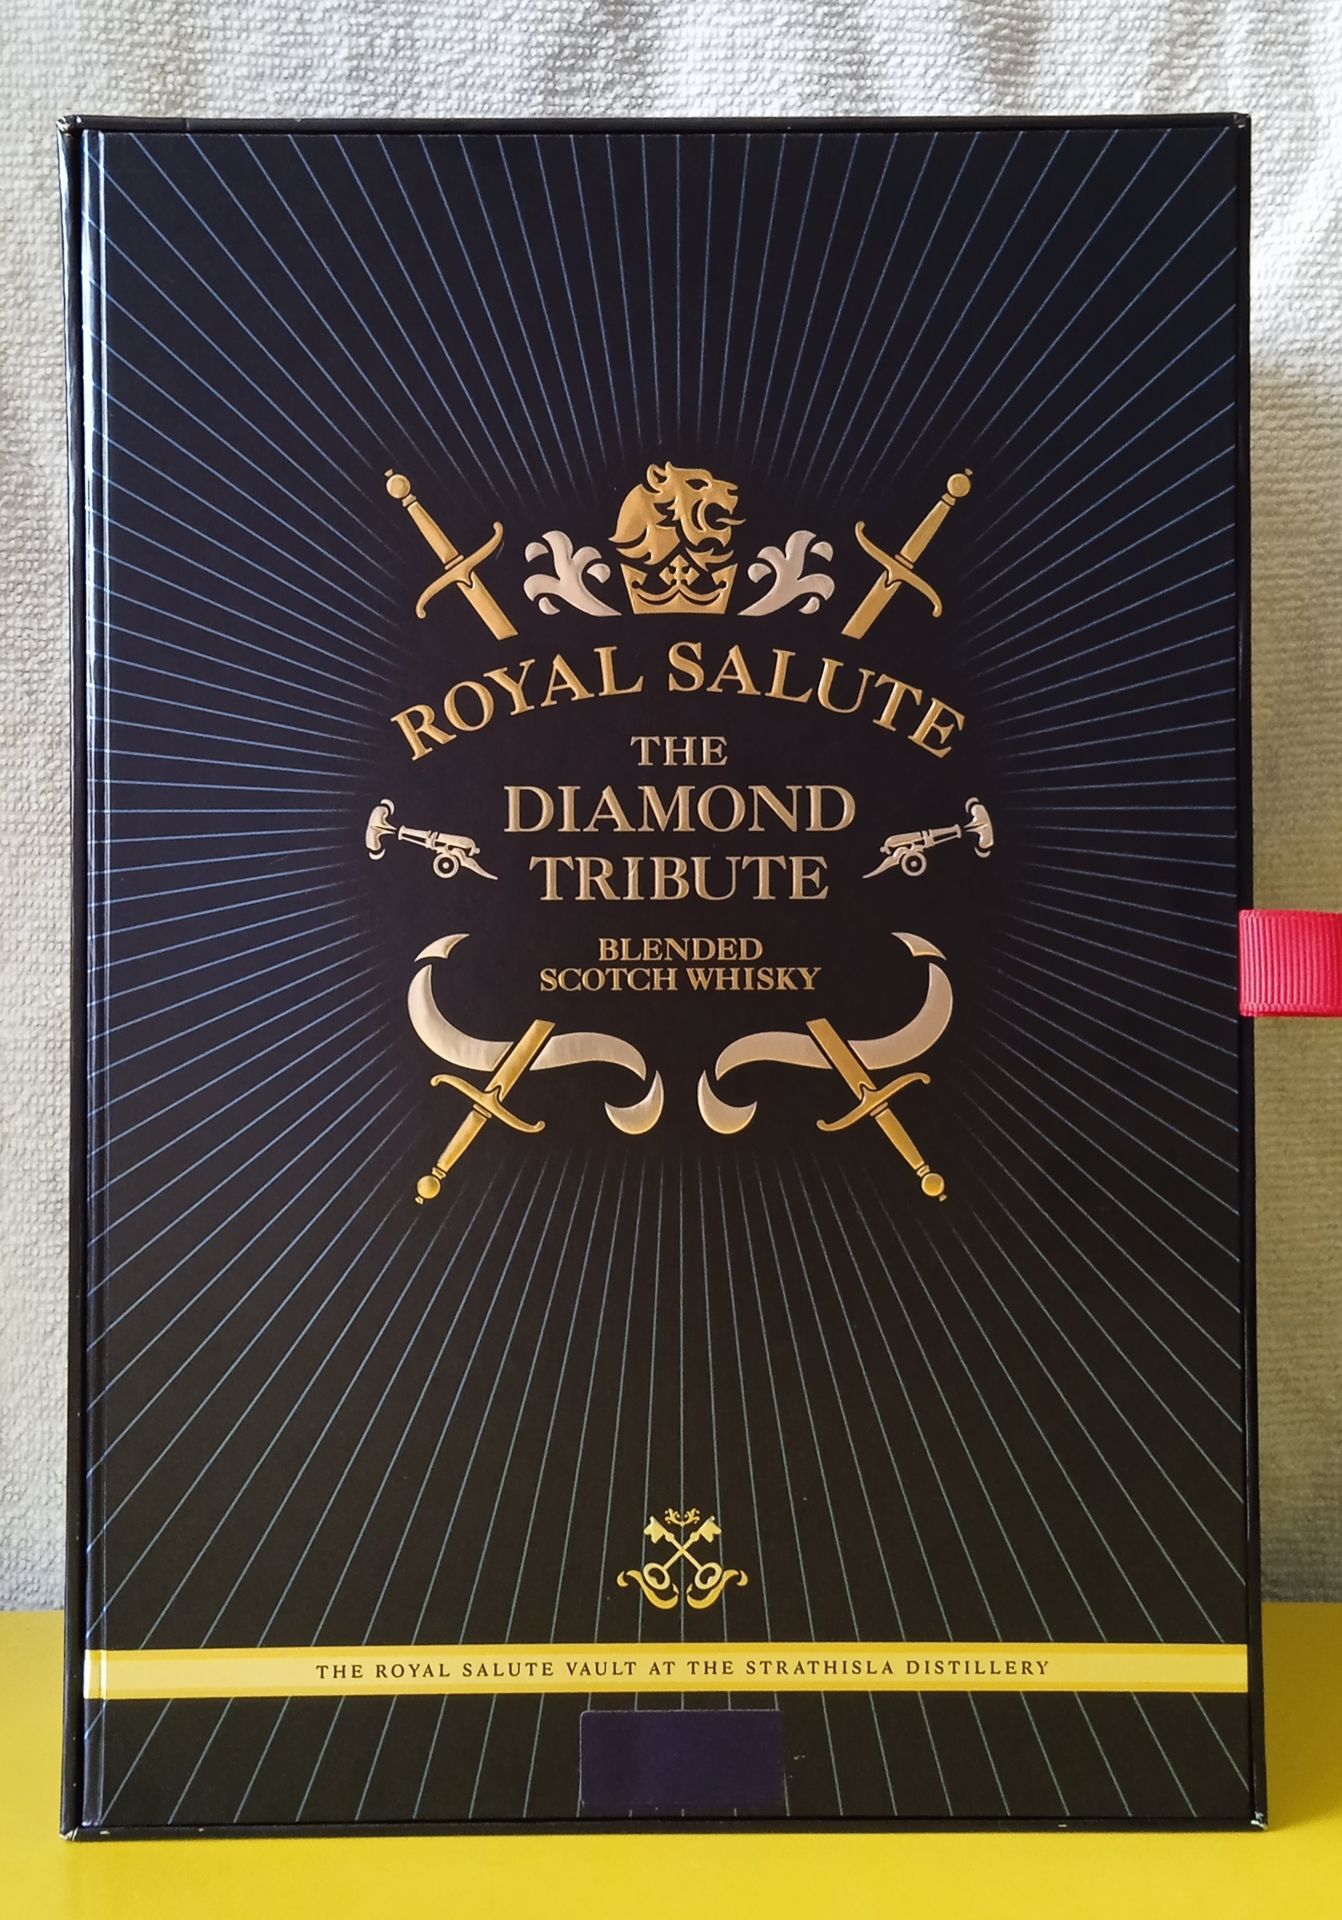 ROYAL SALUTE
THE
DIAMOND
TRIBUTE
BLENDED
SCOTCH WHISKY
THE ROYAL SALUTE VAULT AT THE STRATHISLA DISTILLERY